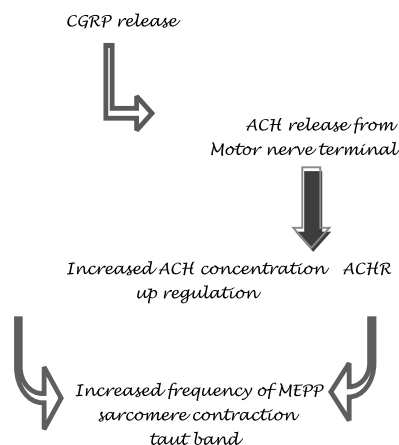 CGRP release
ACH release from
Motor nerve terminal
Increased ACH concentration ACHR
up regulation
Increased frequency of MEPP
sarcomere contraction
taut band